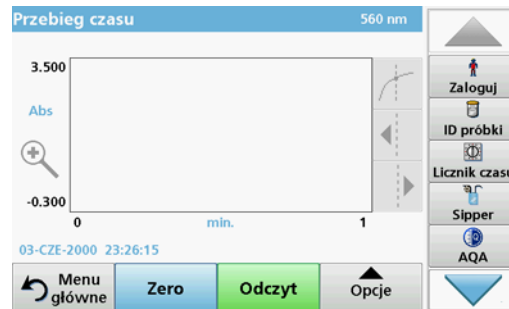 Przebieg czasu 560 nm
3.500
Abs
-0.300
0 min. 1
03-CZE-2000 23:26:15
Menu główne
Zero
Odczyt
Opcje
Zaloguj
ID próbki
Licznik czasu
Sipper
AQA